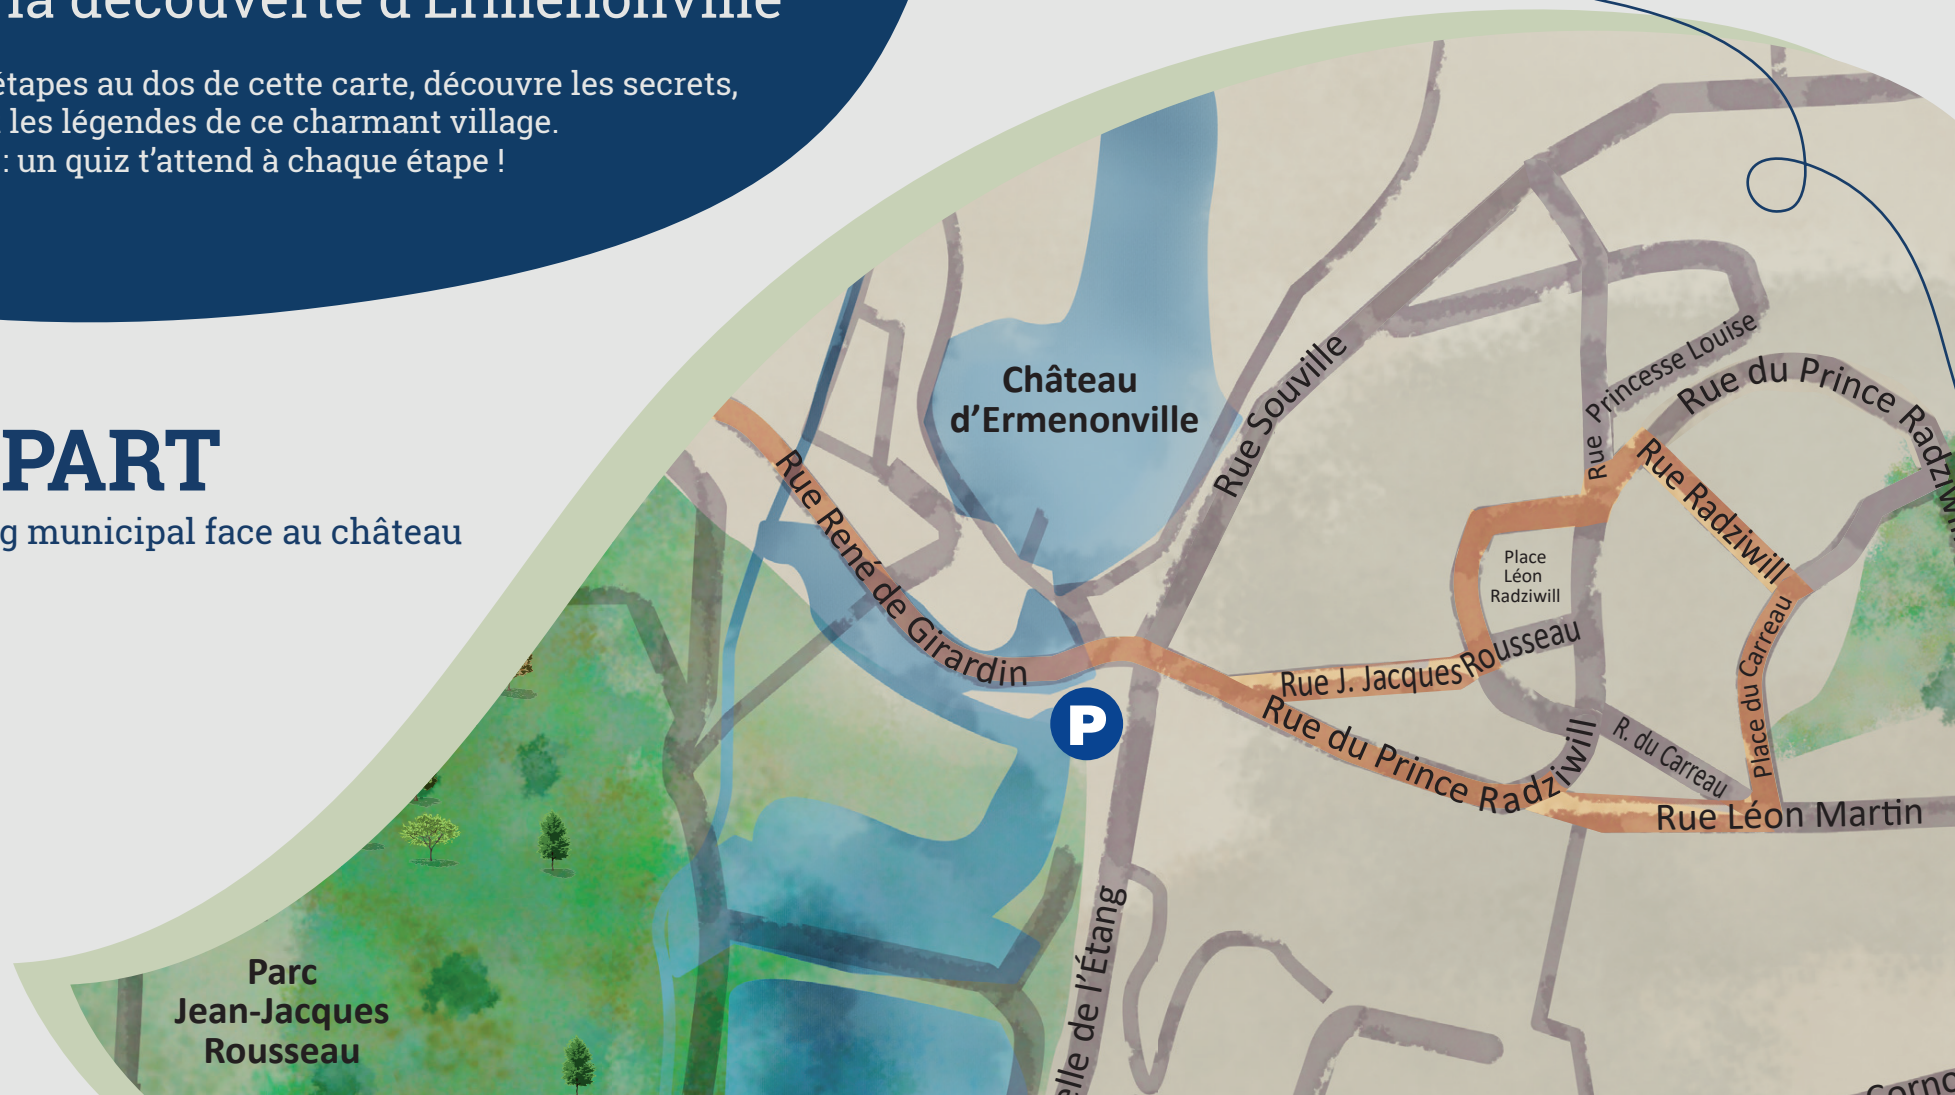 la découverte d'Ermenonville
étapes au dos de cette carte, découvre les secrets,
les légendes de ce charmant village.
: un quiz t’attend à chaque étape !
PART
g municipal face au château
Château
d’Ermenonville
Rue Souville
Rue Princesse Louise
Rue du Prince Radziwill
Rue René de Girardin
Rue Radziwill
Place
Léon
Radziwill
Rue J. Jacques Rousseau
Place du Carreau
P
Rue du Prince Radziwill
R. du Carreau
Rue Léon Martin
elle de l’Étang
Parc
Jean-Jacques
Rousseau